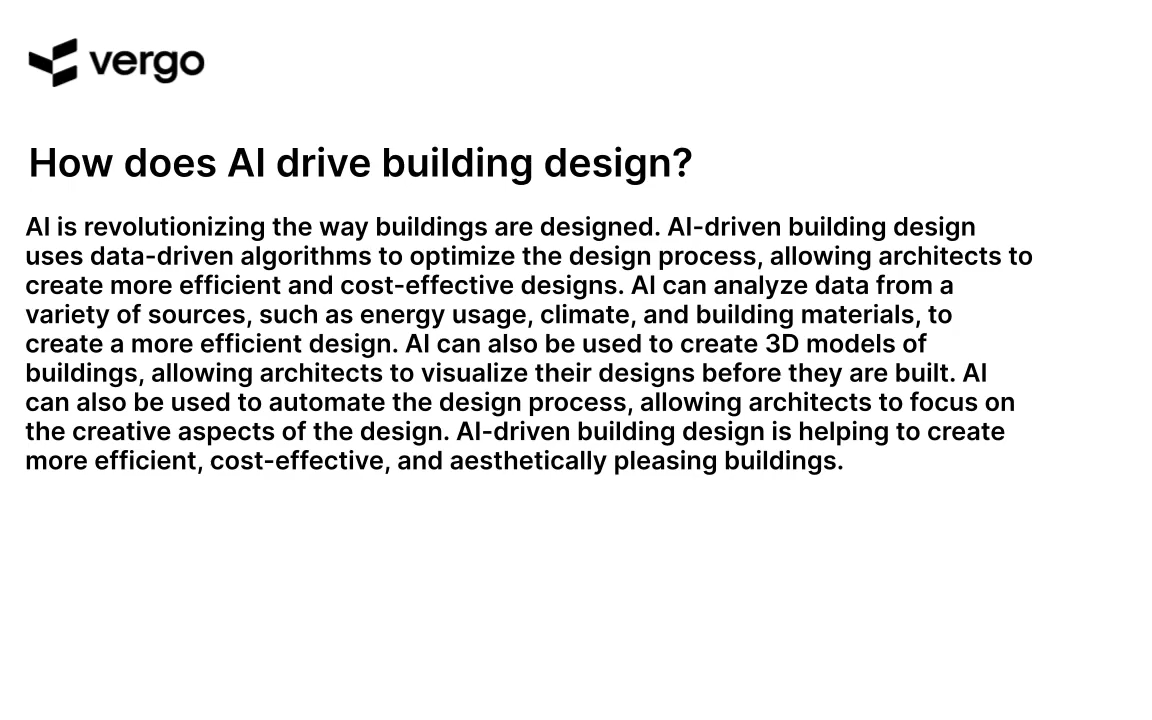 vergo
How does AI drive building design?
AI is revolutionizing the way buildings are designed. AI-driven building design
uses data-driven algorithms to optimize the design process, allowing architects to
create more efficient and cost-effective designs. AI can analyze data from a
variety of sources, such as energy usage, climate, and building materials, to
create a more efficient design. AI can also be used to create 3D models of
buildings, allowing architects to visualize their designs before they are built. AI
can also be used to automate the design process, allowing architects to focus on
the creative aspects of the design. AI-driven building design is helping to create
more efficient, cost-effective, and aesthetically pleasing buildings.